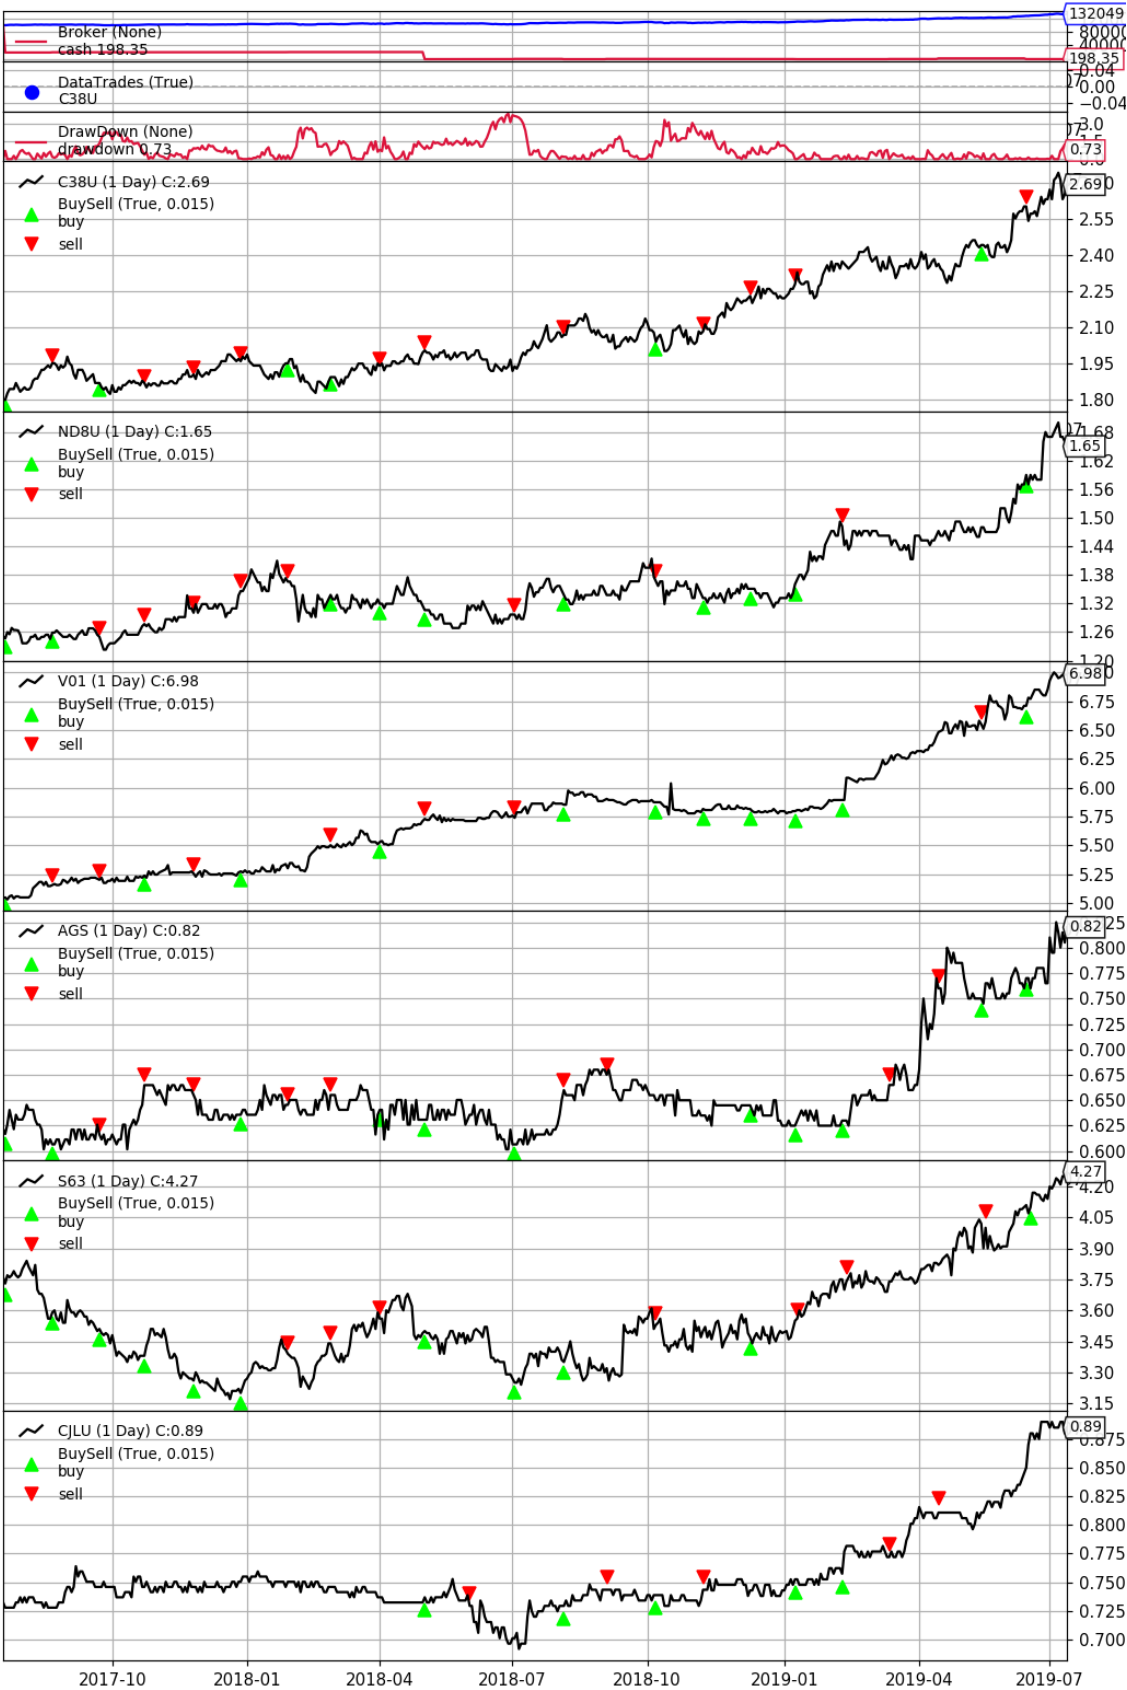 Broker (None)
cash 198.35
132049
80000
40000
198.35
DataTrades (True)
C38U
0.04
0.00
−0.04
DrawDown (None)
drawdown 0.73
3.0
0.73
C38U (1 Day) C:2.69
BuySell (True, 0.015)
buy
sell
2.69
2.55
2.40
2.25
2.10
1.95
1.80
ND8U (1 Day) C:1.65
BuySell (True, 0.015)
buy
sell
1.68
1.65
1.62
1.56
1.50
1.44
1.38
1.32
1.26
1.20
V01 (1 Day) C:6.98
BuySell (True, 0.015)
buy
sell
6.98
6.75
6.50
6.25
6.00
5.75
5.50
5.25
5.00
AGS (1 Day) C:0.82
BuySell (True, 0.015)
buy
sell
0.82
0.800
0.775
0.750
0.725
0.700
0.675
0.650
0.625
0.600
S63 (1 Day) C:4.27
BuySell (True, 0.015)
buy
sell
4.27
4.20
4.05
3.90
3.75
3.60
3.45
3.30
3.15
CJLU (1 Day) C:0.89
BuySell (True, 0.015)
buy
sell
0.89
0.875
0.850
0.825
0.800
0.775
0.750
0.725
0.700
2017-10 2018-01 2018-04 2018-07 2018-10 2019-01 2019-04 2019-07